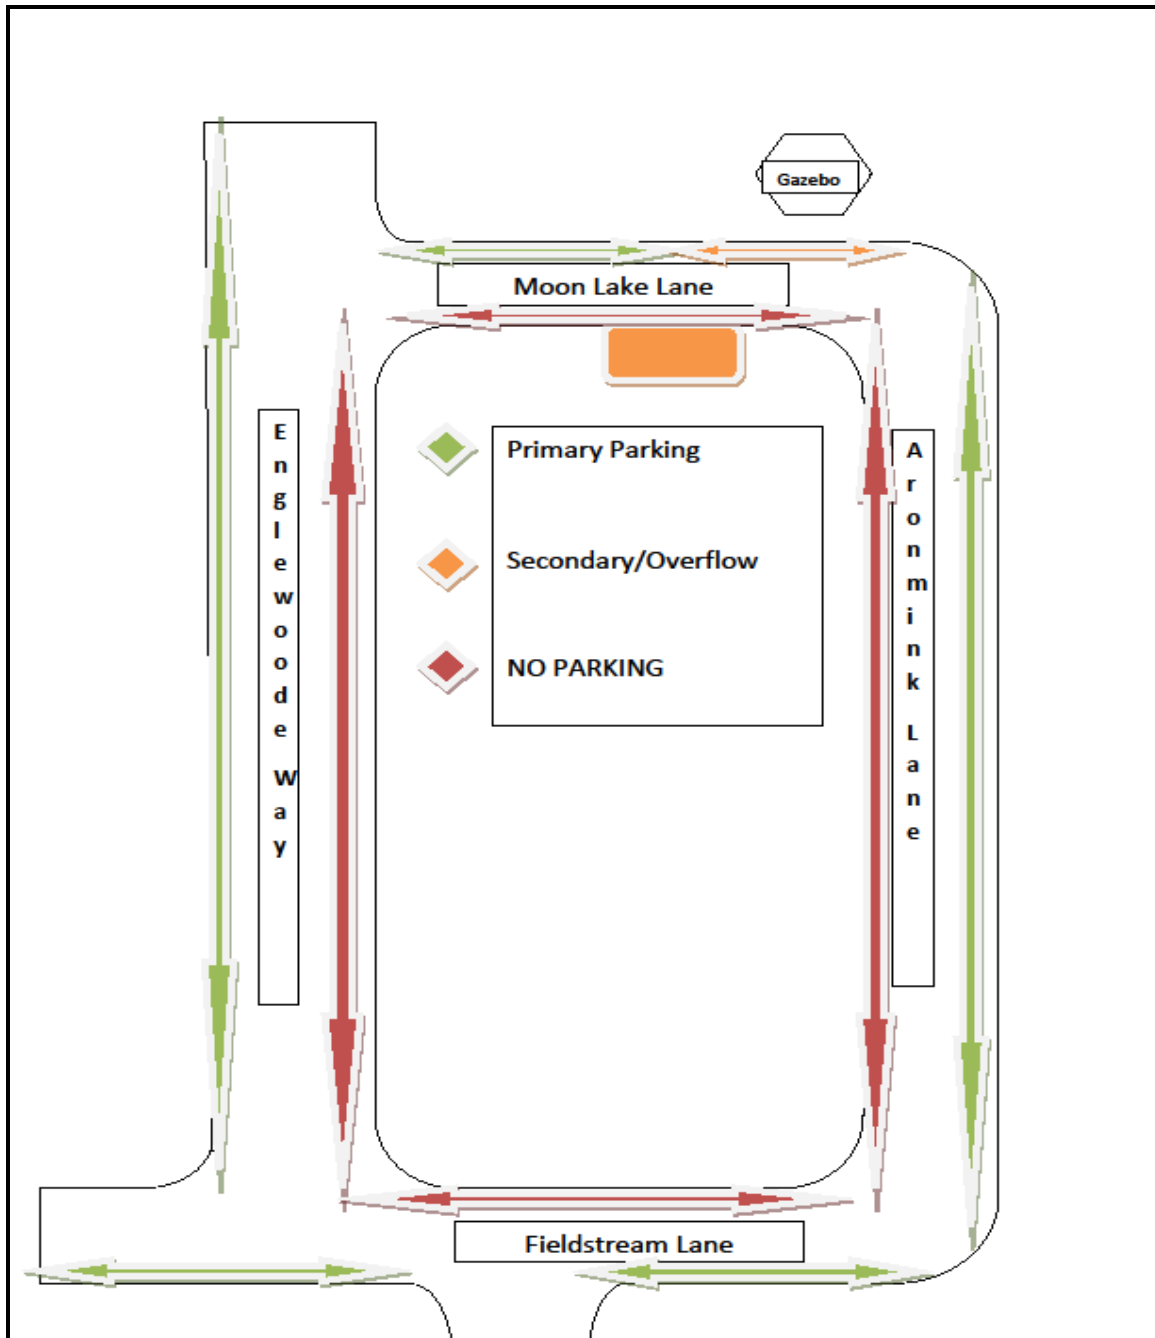 Gazebo
Moon Lake Lane
Englewoode Way
Primary Parking
Secondary/Overflow
NO PARKING
Aronmink Lane
Fieldstream Lane